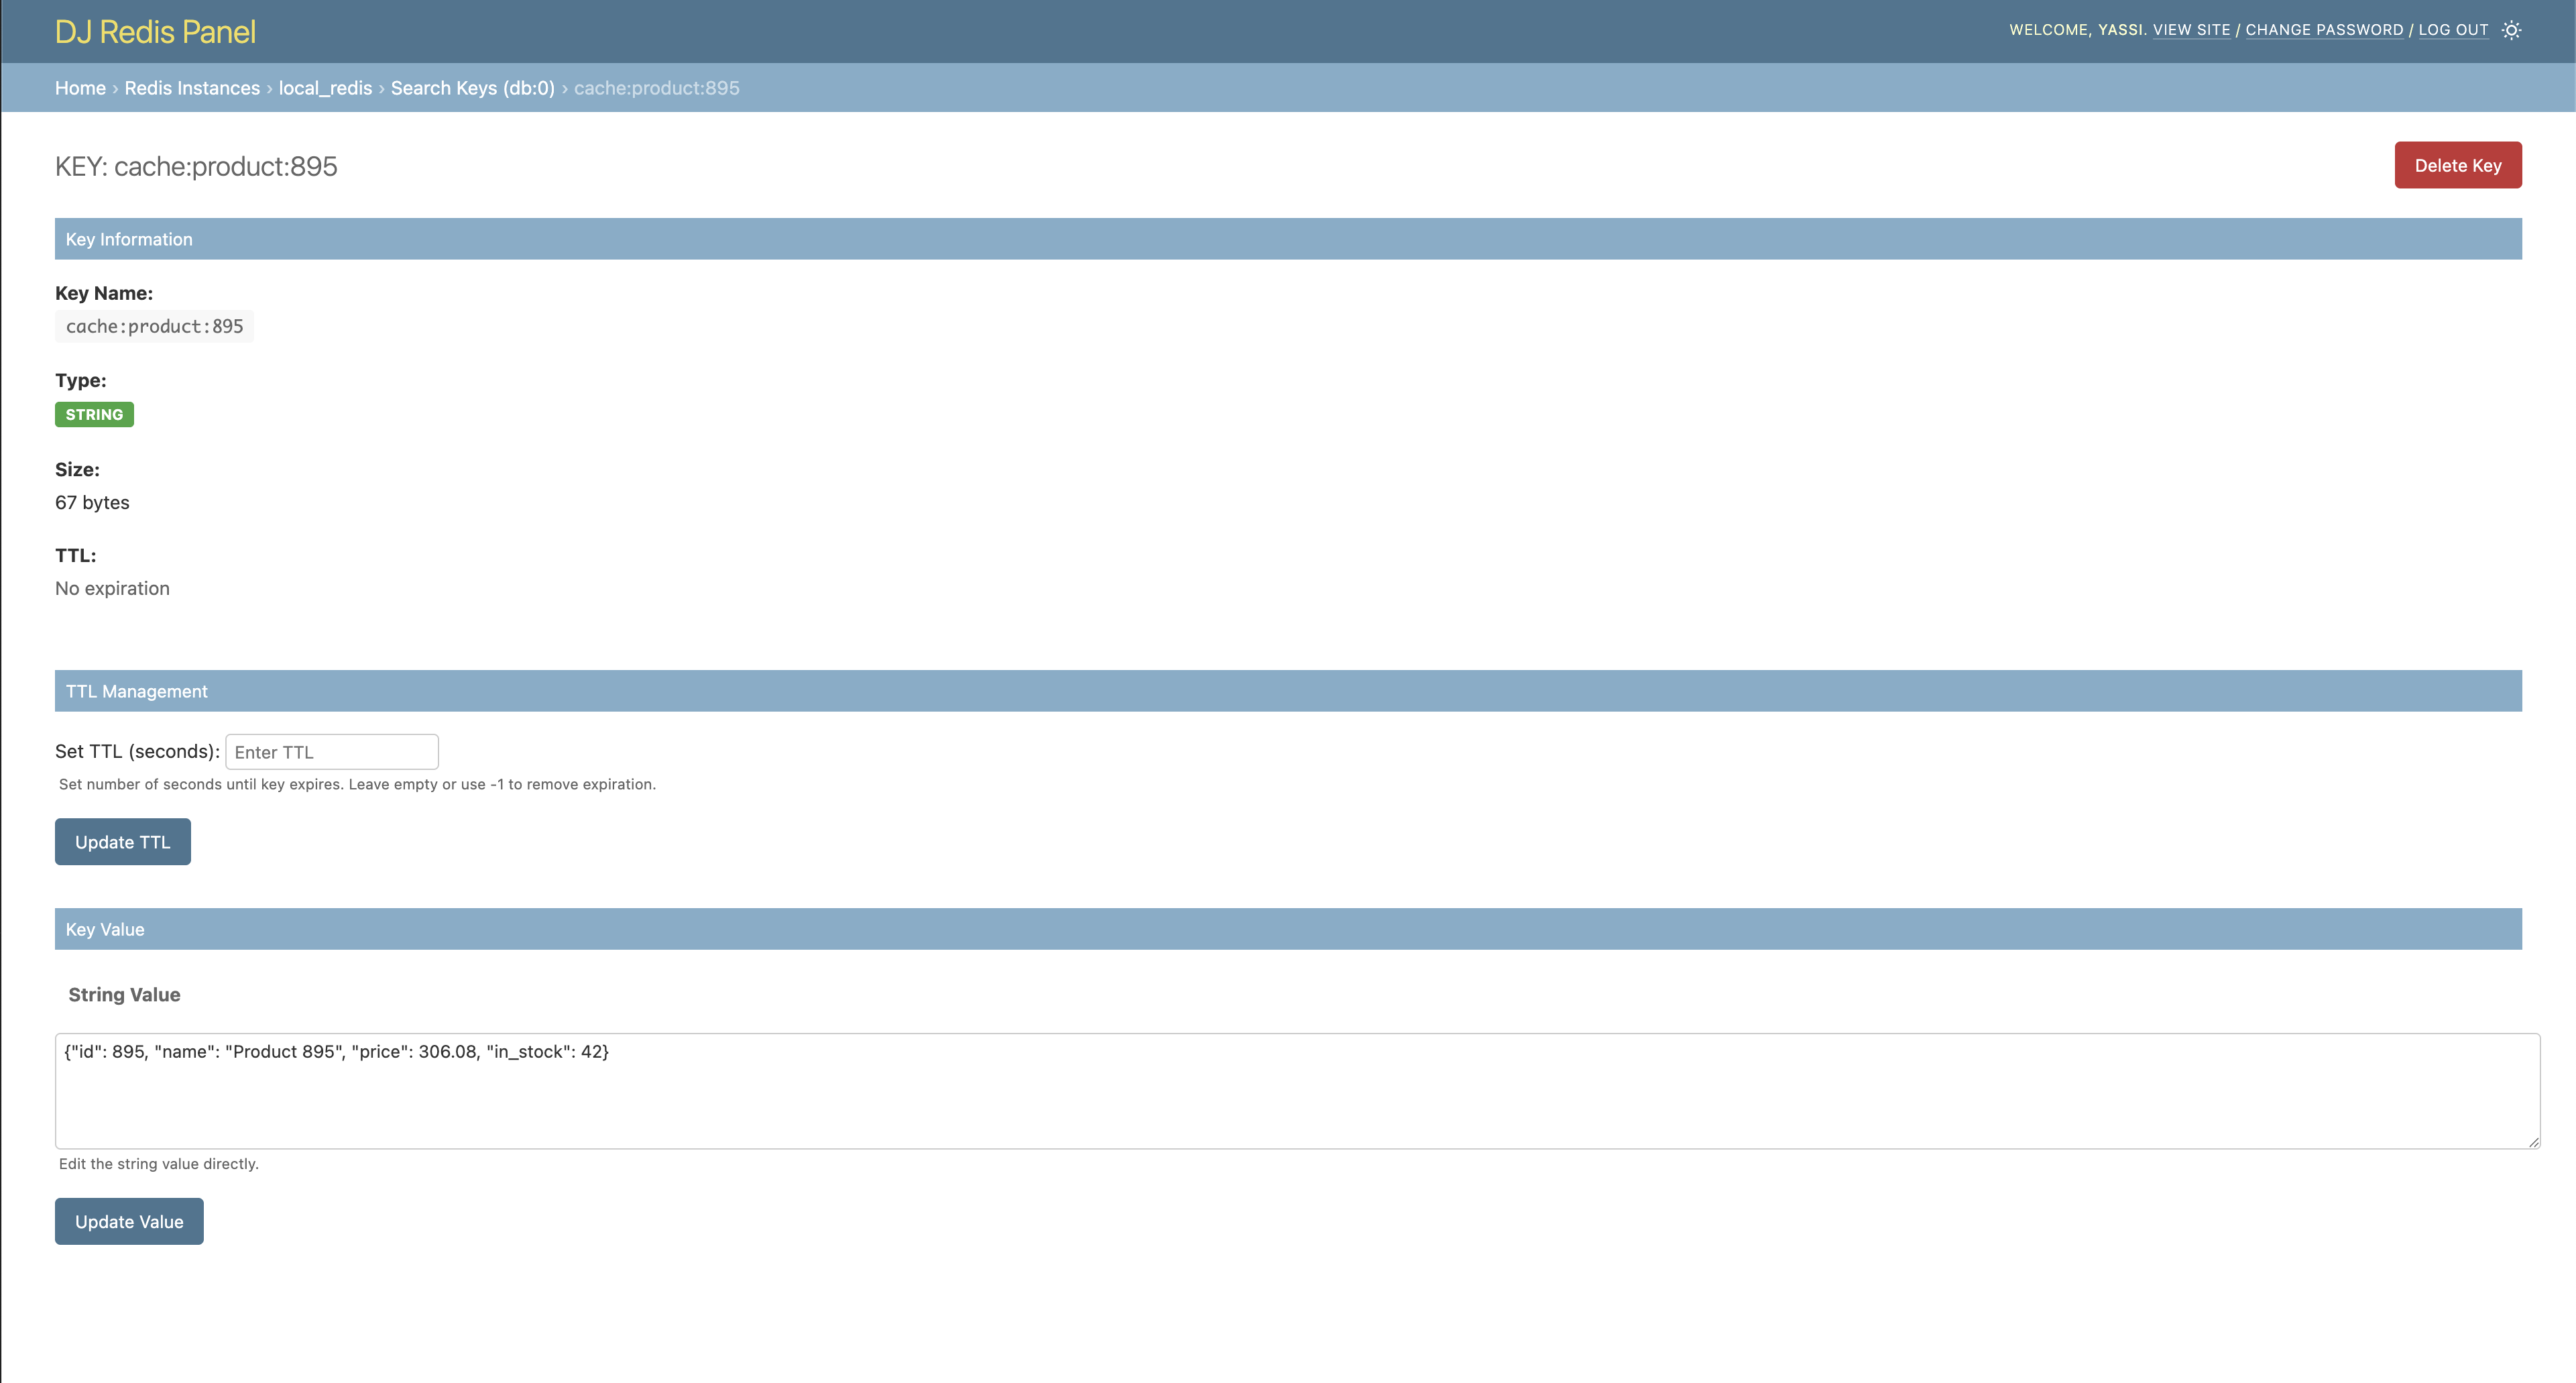 DJ Redis Panel
WELCOME, YASSI. VIEW SITE / CHANGE PASSWORD / LOG OUT
Home › Redis Instances › local_redis › Search Keys (db:0) › cache:product:895
KEY: cache:product:895
Delete Key
Key Information
Key Name:
cache:product:895
Type:
STRING
Size:
67 bytes
TTL:
No expiration
TTL Management
Set TTL (seconds): Enter TTL
Set number of seconds until key expires. Leave empty or use -1 to remove expiration.
Update TTL
Key Value
String Value
{"id": 895, "name": "Product 895", "price": 306.08, "in_stock": 42}
Edit the string value directly.
Update Value